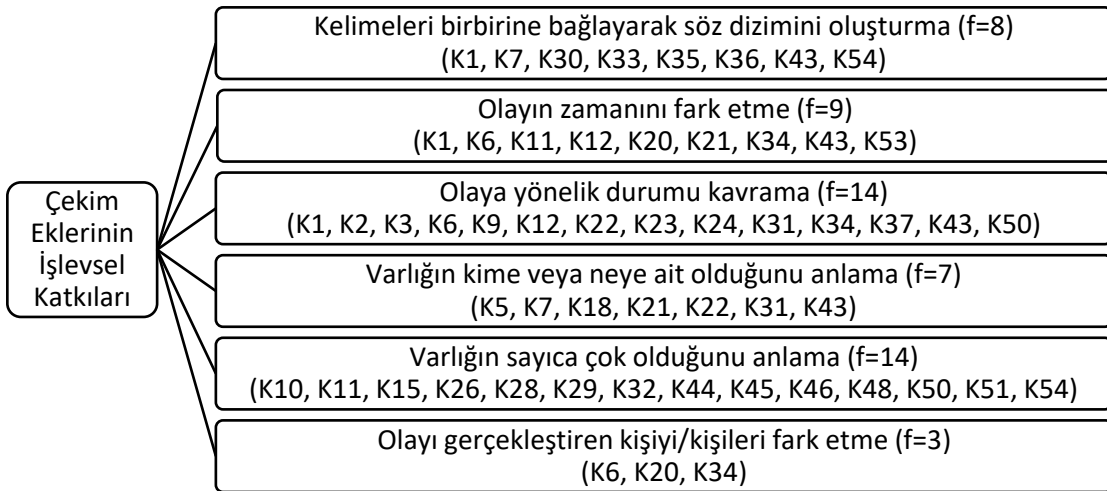 Çekim
Eklerinin
İşlevsel
Katkıları
Kelimeleri birbirine bağlayarak söz dizimini oluşturma (f=8)
(K1, K7, K30, K33, K35, K36, K43, K54)
Olayın zamanını fark etme (f=9)
(K1, K6, K11, K12, K20, K21, K34, K43, K53)
Olaya yönelik durumu kavrama (f=14)
(K1, K2, K3, K6, K9, K12, K22, K23, K24, K31, K34, K37, K43, K50)
Varlığın kime veya neye ait olduğunu anlama (f=7)
(K5, K7, K18, K21, K22, K31, K43)
Varlığın sayıca çok olduğunu anlama (f=14)
(K10, K11, K15, K26, K28, K29, K32, K44, K45, K46, K48, K50, K51, K54)
Olayı gerçekleştiren kişiyi/kişileri fark etme (f=3)
(K6, K20, K34)